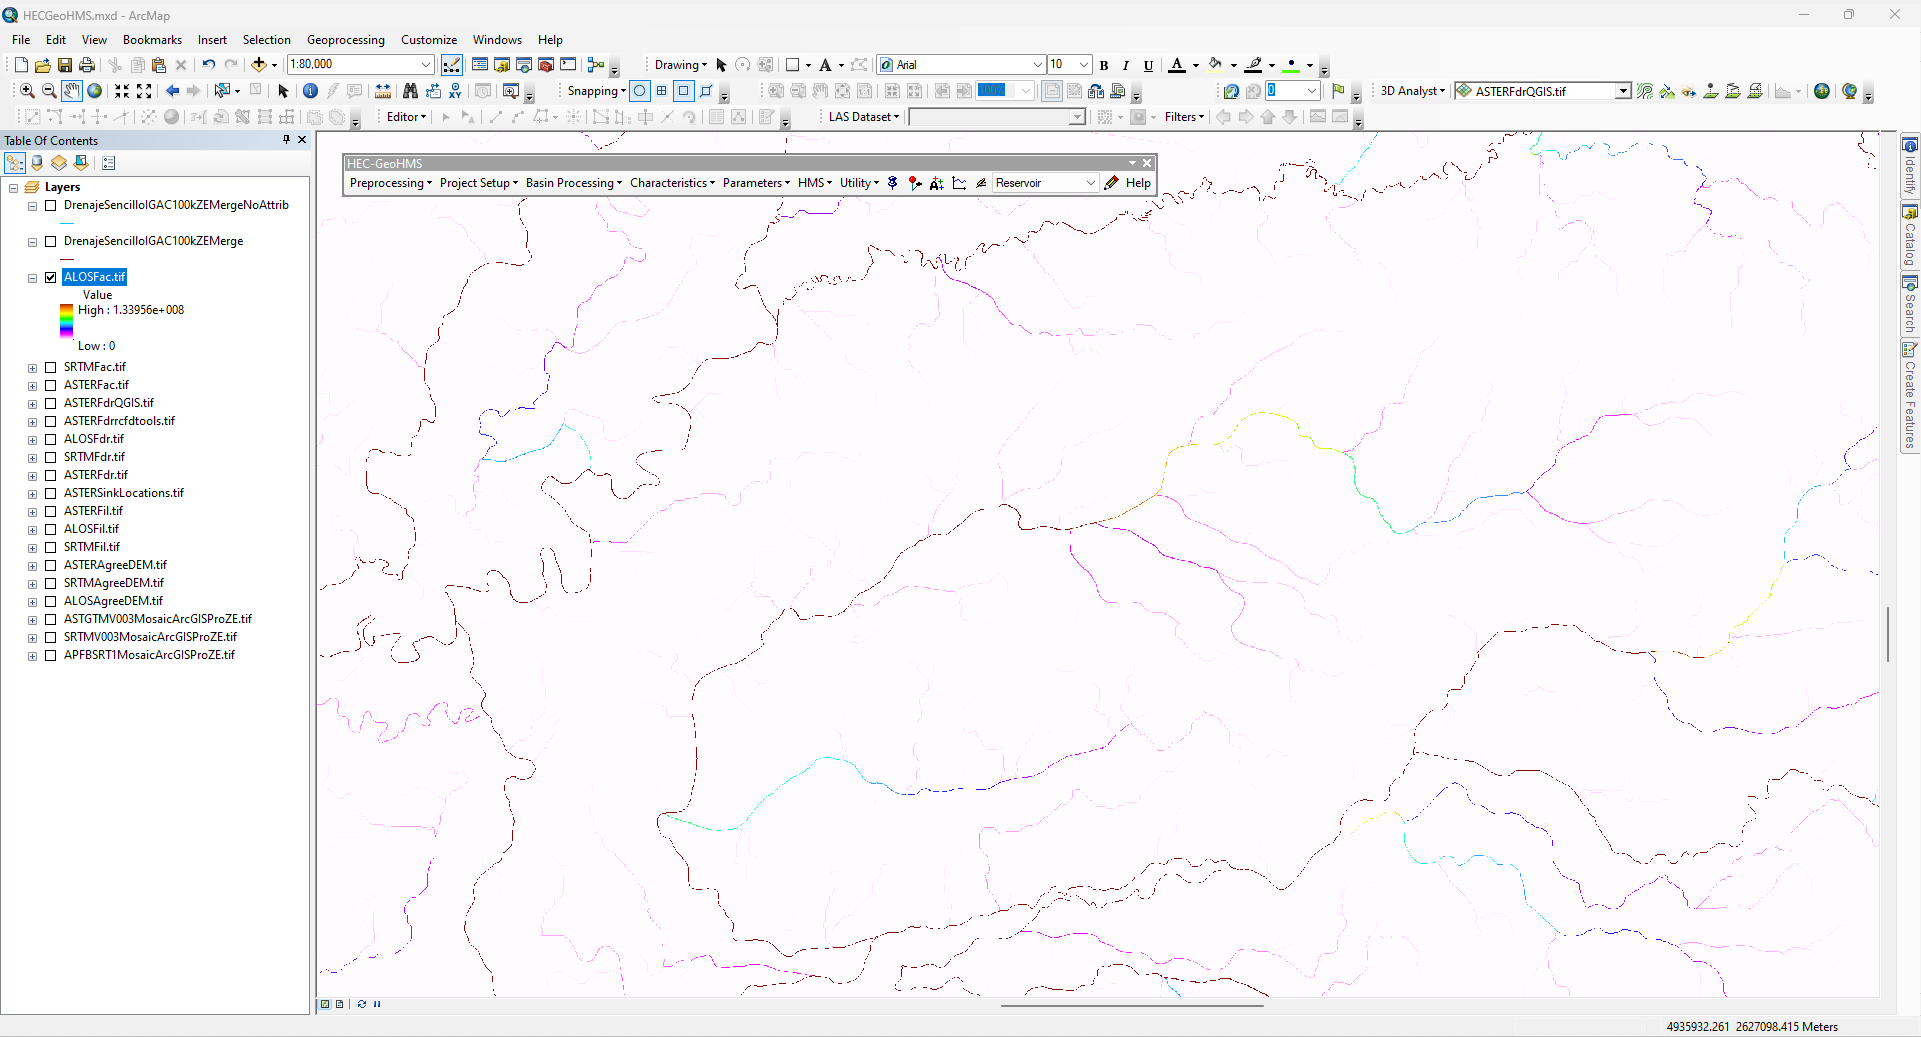 HECGeoHMS.mxd - ArcMap
File Edit View Bookmarks Insert Selection Geoprocessing Customize Windows Help
1:80,000 Drawing Arial 10 B I U A
Snapping 100% 0 3D Analyst ASTERFdrQGIS.tif
Editor LAS Dataset Filters
Table Of Contents
HEC-GeoHMS
Preprocessing Project Setup Basin Processing Characteristics Parameters HMS Utility Reservoir Help
Layers
DrenajeSencilloIGAC100kZEMergeNoAttrib
DrenajeSencilloIGAC100kZEMerge
ALOSFac.tif
Value
High : 1.33956e+008
Low : 0
SRTMFac.tif
ASTERFac.tif
ASTERFdrQGIS.tif
ASTERFdrrcfdtools.tif
ALOSFdr.tif
SRTMFdr.tif
ASTERFdr.tif
ASTERSinkLocations.tif
ASTERFil.tif
ALOSFil.tif
SRTMFil.tif
ASTERAgreeDEM.tif
SRTMAgreeDEM.tif
ALOSAgreeDEM.tif
ASTGTMV003MosaicArcGISProZE.tif
SRTMV003MosaicArcGISProZE.tif
APFBSRT1MosaicArcGISProZE.tif
Identify
Catalog
Search
Create Features
4935932.261 2627098.415 Meters